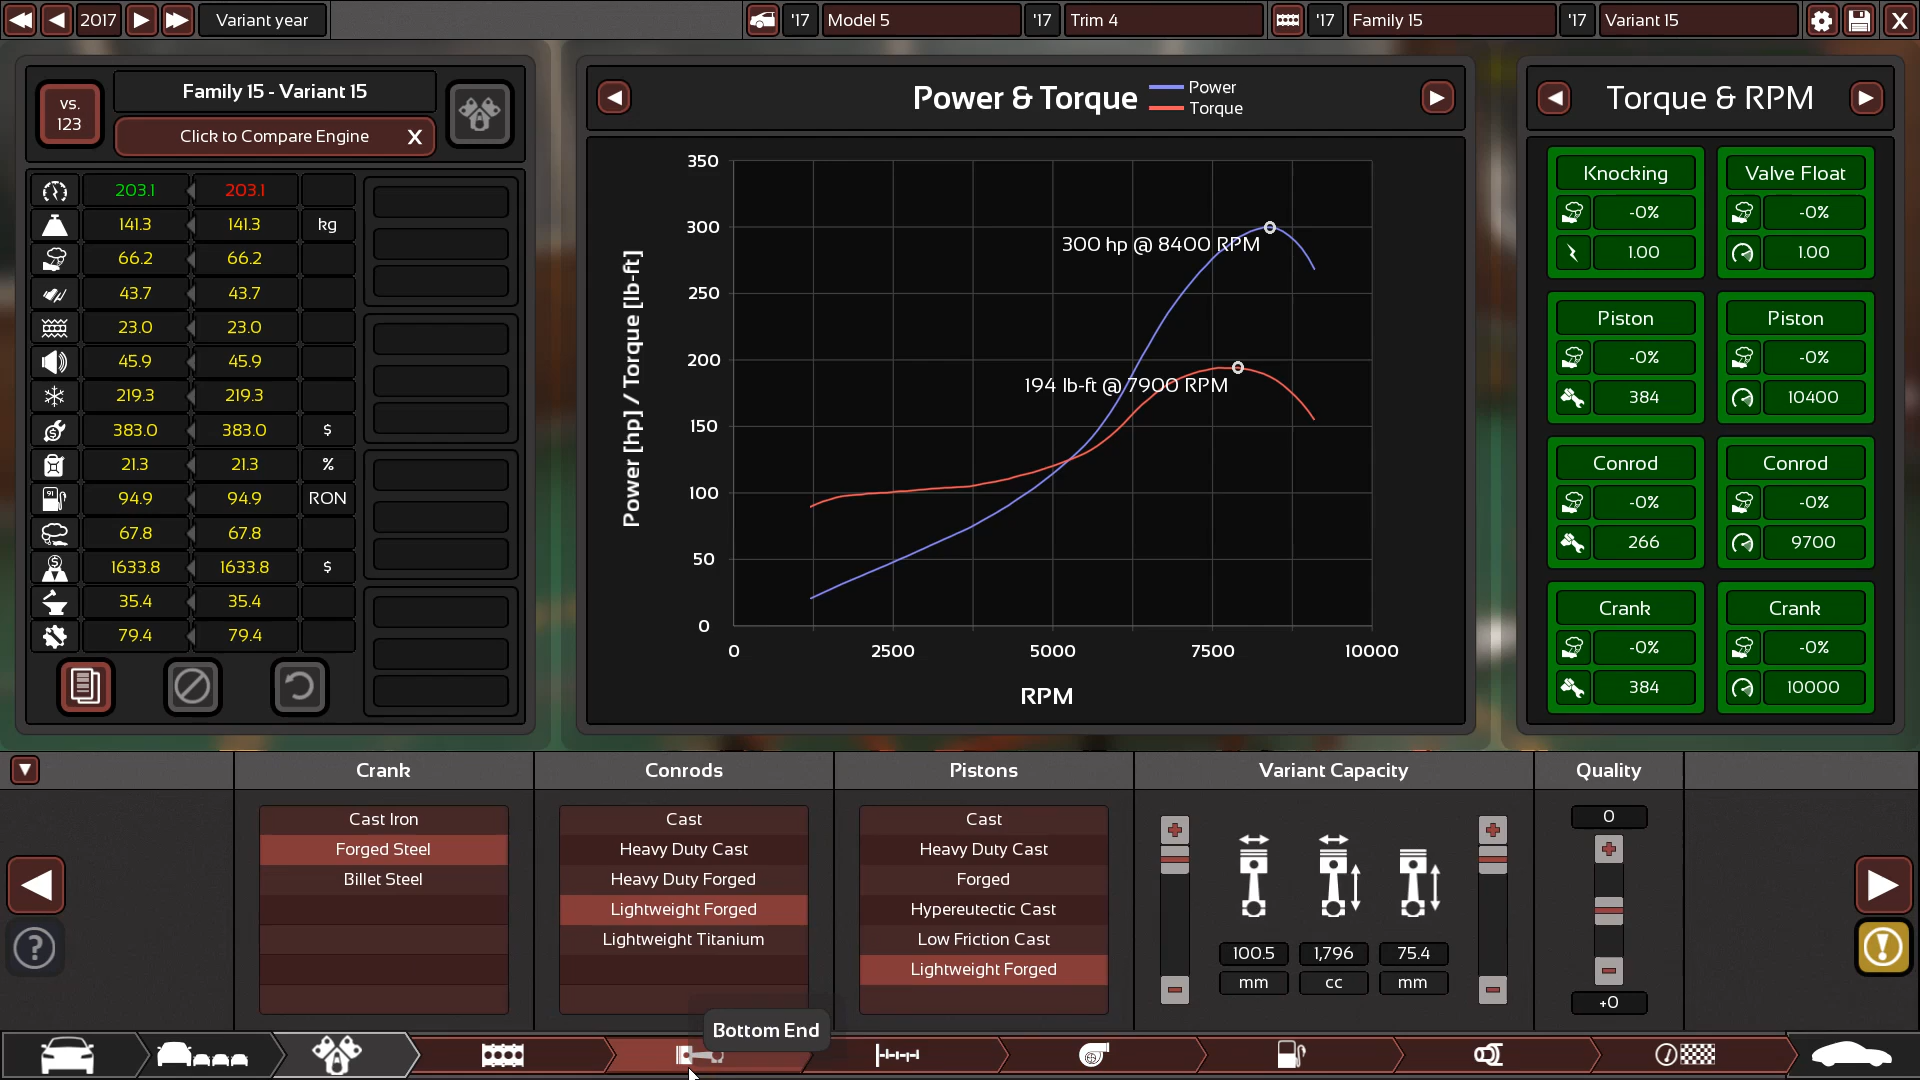 2017
Variant year
'17
Model 5
'17
Trim 4
'17
Family 15
'17
Variant 15
X
vs.
123
Family 15 - Variant 15
Click to Compare Engine
X
203.1 203.1
141.3 141.3 kg
66.2 66.2
43.7 43.7
23.0 23.0
45.9 45.9
219.3 219.3
383.0 383.0 $
21.3 21.3 %
94.9 94.9 RON
67.8 67.8
1633.8 1633.8 $
35.4 35.4
79.4 79.4
Power & Torque
Power
Torque
Power [hp] / Torque [lb-ft]
350
300
250
200
150
100
50
0
300 hp @ 8400 RPM
194 lb-ft @ 7900 RPM
0 2500 5000 7500 10000
RPM
Torque & RPM
Knocking
-0%
1.00
Valve Float
-0%
1.00
Piston
-0%
384
Piston
-0%
10400
Conrod
-0%
266
Conrod
-0%
9700
Crank
-0%
384
Crank
-0%
10000
Crank
Cast Iron
Forged Steel
Billet Steel
Conrods
Cast
Heavy Duty Cast
Heavy Duty Forged
Lightweight Forged
Lightweight Titanium
Pistons
Cast
Heavy Duty Cast
Forged
Hypereutectic Cast
Low Friction Cast
Lightweight Forged
Variant Capacity
100.5 1,796 75.4
mm cc mm
Quality
0
+0
?
Bottom End